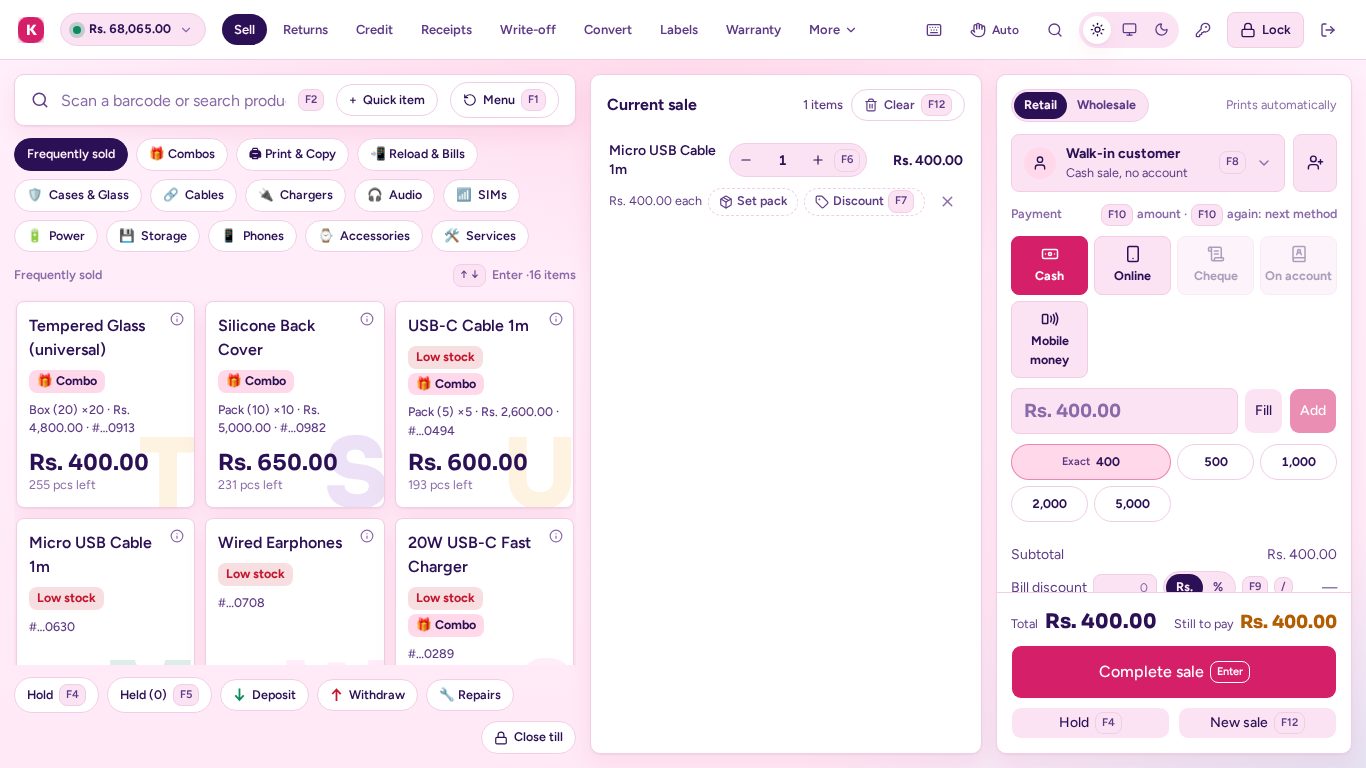 K
Rs. 68,065.00
Sell
Returns
Credit
Receipts
Write-off
Convert
Labels
Warranty
More
Auto
Lock
Scan a barcode or search produ
F2
+ Quick item
Menu F1
Frequently sold
🎁 Combos
🖨 Print & Copy
📲 Reload & Bills
🛡️ Cases & Glass
🔗 Cables
🔌 Chargers
🎧 Audio
📶 SIMs
🔋 Power
💾 Storage
📱 Phones
⌚ Accessories
🛠️ Services
Frequently sold
↑↓ Enter ·16 items
Tempered Glass
(universal)
🎁 Combo
Box (20) ×20 · Rs.
4,800.00 · #…0913
T
Rs. 400.00
255 pcs left
Silicone Back
Cover
🎁 Combo
Pack (10) ×10 · Rs.
5,000.00 · #…0982
S
Rs. 650.00
231 pcs left
USB-C Cable 1m
Low stock
🎁 Combo
Pack (5) ×5 · Rs. 2,600.00 ·
#…0494
U
Rs. 600.00
193 pcs left
Micro USB Cable
1m
Low stock
#…0630
Wired Earphones
Low stock
#…0708
20W USB-C Fast
Charger
Low stock
🎁 Combo
#…0289
Hold F4
Held (0) F5
Deposit
Withdraw
🔧 Repairs
Close till
Current sale
1 items
Clear F12
Micro USB Cable
1m
− 1 + F6
Rs. 400.00
Rs. 400.00 each
Set pack
Discount F7
Retail
Wholesale
Prints automatically
Walk-in customer
Cash sale, no account
F8
Payment
F10 amount · F10 again: next method
Cash
Online
Cheque
On account
Mobile
money
Rs. 400.00
Fill
Add
Exact 400
500
1,000
2,000
5,000
Subtotal
Rs. 400.00
Bill discount
0
Rs.
%
F9
/
—
Total Rs. 400.00
Still to pay Rs. 400.00
Complete sale Enter
Hold F4
New sale F12